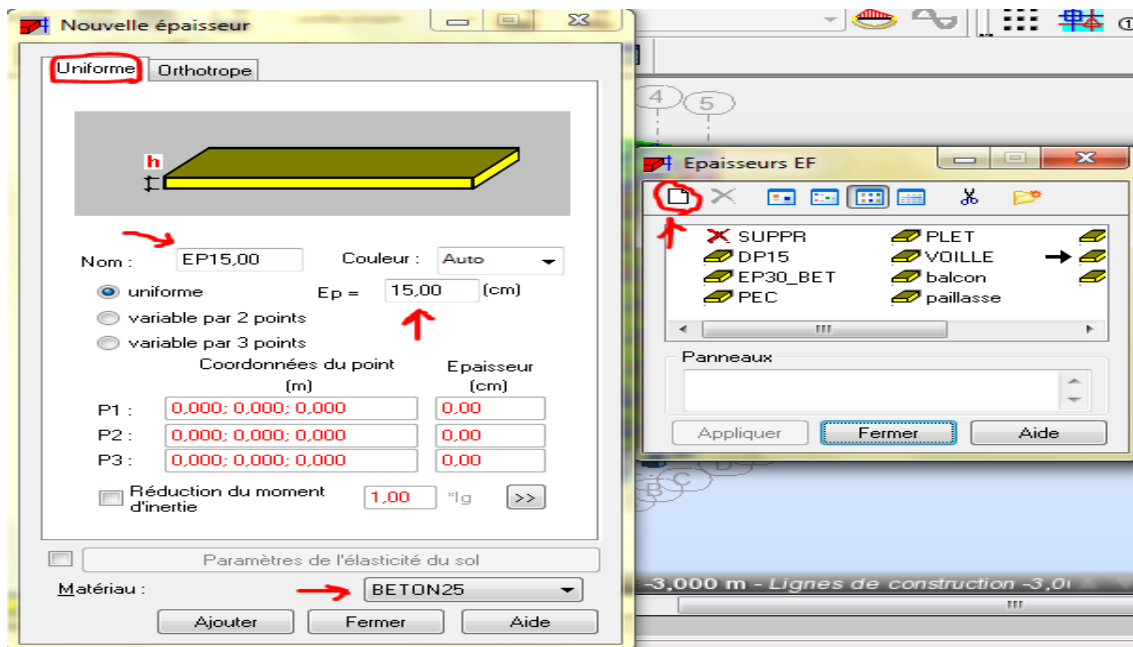 Nouvelle épaisseur
Uniforme Orthotrope
h
Nom : EP15,00 Couleur : Auto
uniforme Ep = 15,00 (cm)
variable par 2 points
variable par 3 points
Coordonnées du point Epaisseur
(m) (cm)
P1 : 0,000; 0,000; 0,000 0,00
P2 : 0,000; 0,000; 0,000 0,00
P3 : 0,000; 0,000; 0,000 0,00
Réduction du moment
d'inertie 1,00 *Ig >>
Paramètres de l'élasticité du sol
Matériau : BETON25
Ajouter Fermer Aide
4 5
Epaisseurs EF
SUPPR PLET
DP15 VOILLE
EP30_BET balcon
PEC paillasse
Panneaux
Appliquer Fermer Aide
B C D
-3,000 m - Lignes de construction -3,0